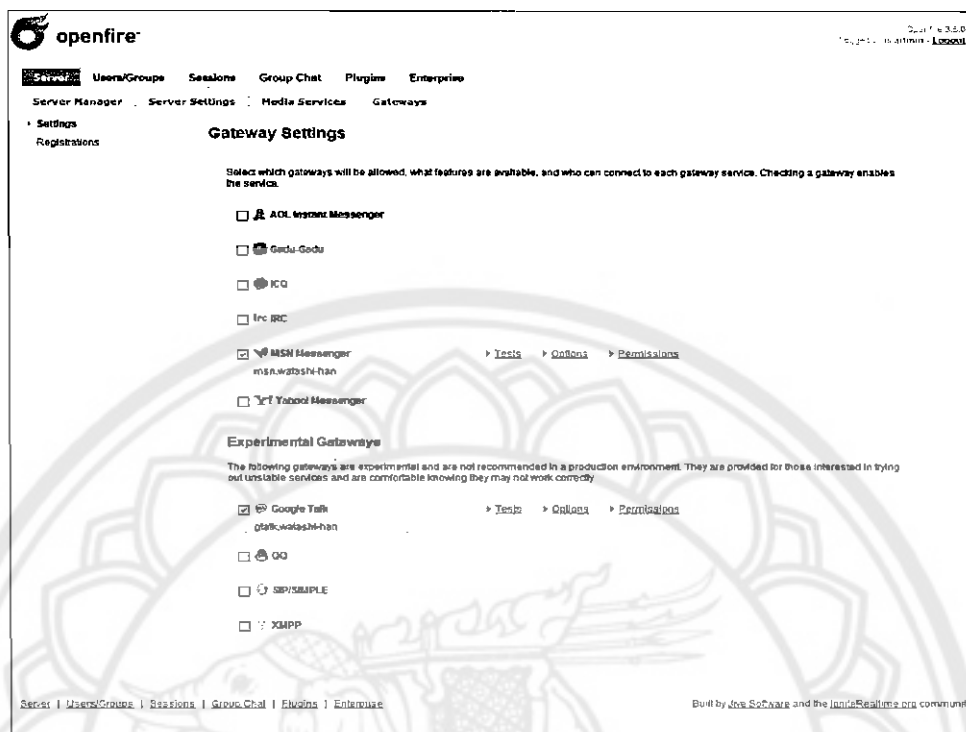 openfire
admin - Logout
Server Users/Groups Sessions Group Chat Plugins Enterprise
Server Manager Server Settings Media Services Gateways
Settings
Registrations
Gateway Settings
Select which gateways will be allowed, what features are available, and who can connect to each gateway service. Checking a gateway enables
the service.
AOL Instant Messenger
Gadu-Gadu
ICQ
irc IRC
MSN Messenger Tests Options Permissions
msn.watashi-han
Yahoo! Messenger
Experimental Gateways
The following gateways are experimental and are not recommended in a production environment. They are provided for those interested in trying
out unstable services and are comfortable knowing they may not work correctly
Google Talk Tests Options Permissions
gtalk.watashi-han
QQ
SIP/SIMPLE
XMPP
Server | Users/Groups | Sessions | Group Chat | Plugins | Enterprise
Built by Jive Software and the IgniteRealtime.org communit